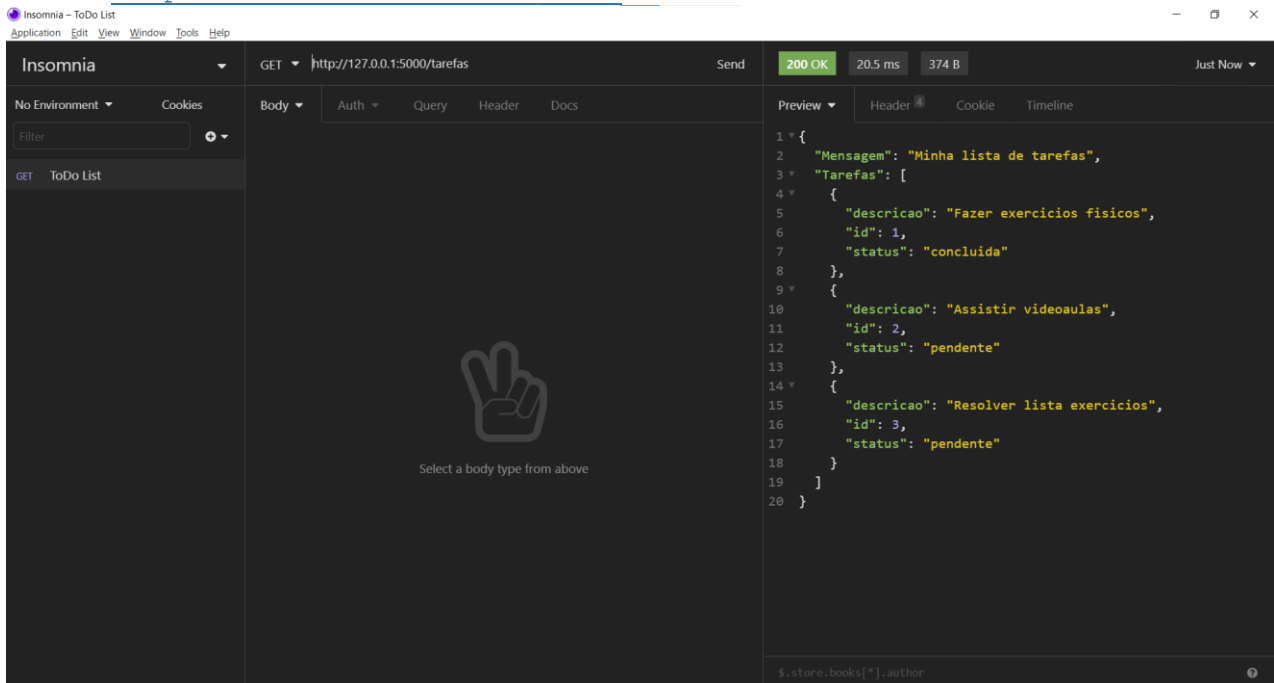 Insomnia – ToDo List
Application Edit View Window Tools Help
Insomnia
No Environment
Cookies
Filter
GET ToDo List
GET http://127.0.0.1:5000/tarefas Send
Body Auth Query Header Docs
Select a body type from above
200 OK 20.5 ms 374 B Just Now
Preview Header 4 Cookie Timeline
1 {
2 "Mensagem": "Minha lista de tarefas",
3 "Tarefas": [
4 {
5 "descricao": "Fazer exercicios fisicos",
6 "id": 1,
7 "status": "concluida"
8 },
9 {
10 "descricao": "Assistir videoaulas",
11 "id": 2,
12 "status": "pendente"
13 },
14 {
15 "descricao": "Resolver lista exercicios",
16 "id": 3,
17 "status": "pendente"
18 }
19 ]
20 }
$.store.books[*].author